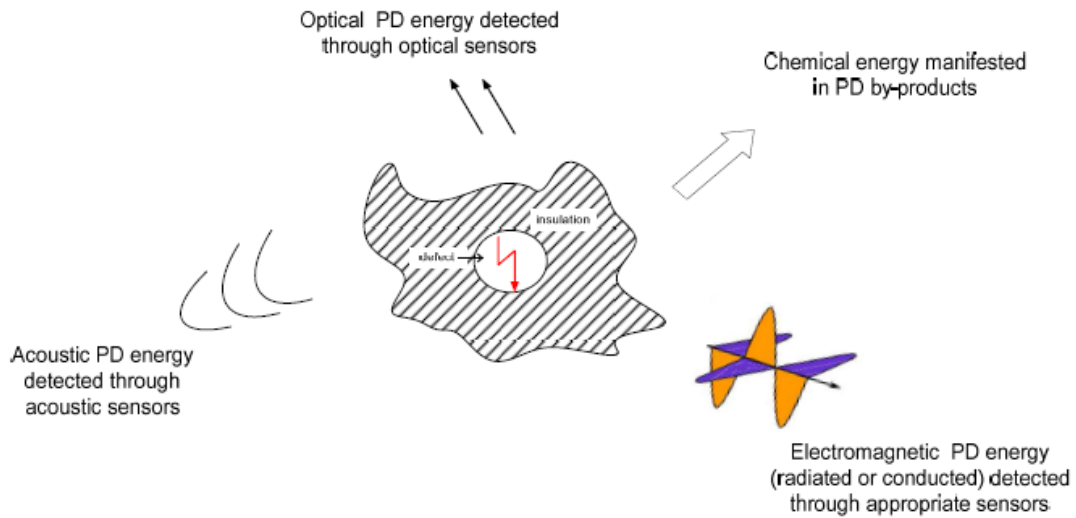 Optical PD energy detected
through optical sensors
Chemical energy manifested
in PD by-products
insulation
defect
Acoustic PD energy
detected through
acoustic sensors
Electromagnetic PD energy
(radiated or conducted) detected
through appropriate sensors